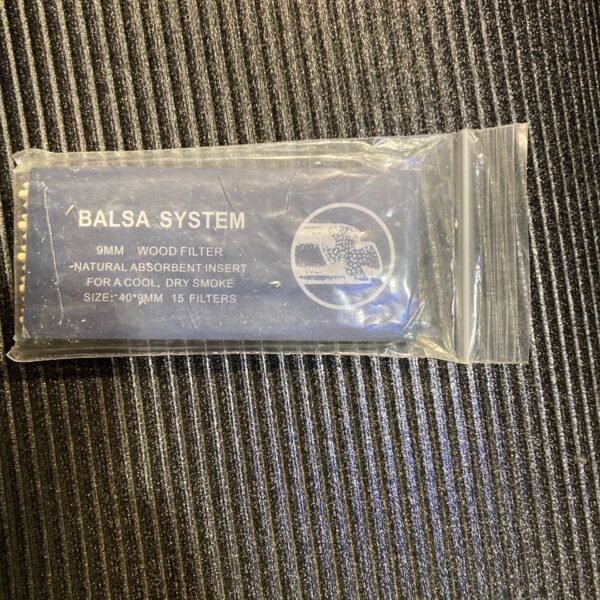 BALSA SYSTEM
9MM WOOD FILTER
NATURAL ABSORBENT INSERT
FOR A COOL, DRY SMOKE
SIZE: 40*9MM 15 FILTERS